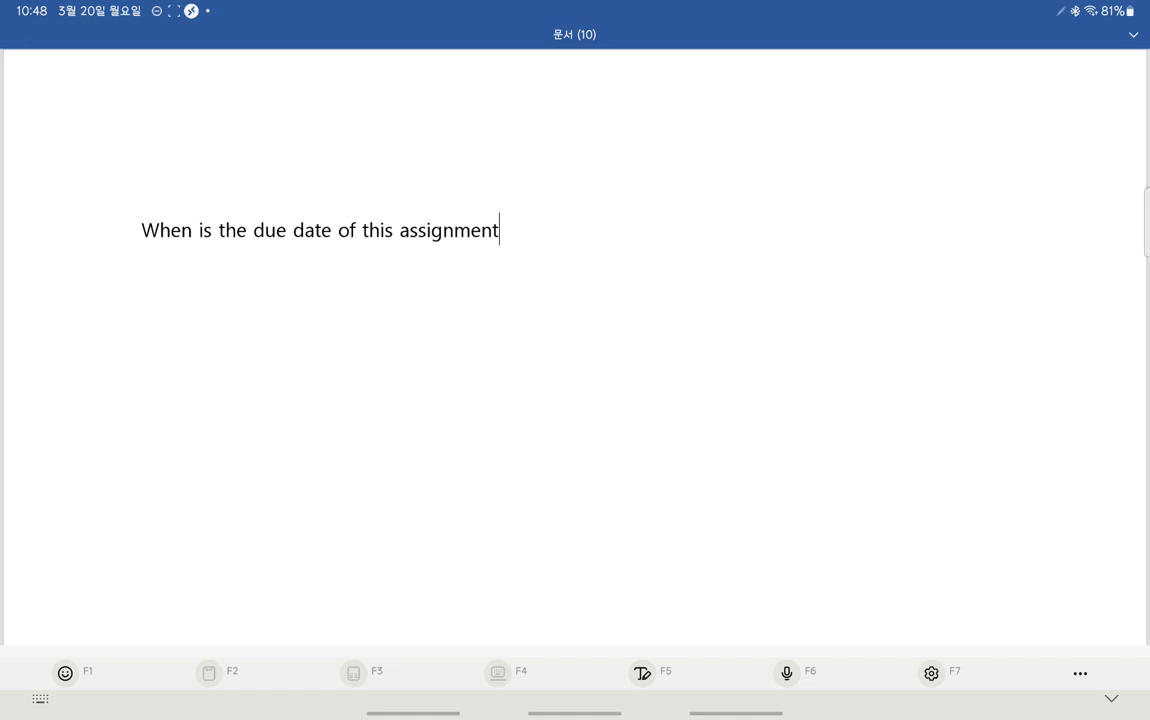 10:48 3월 20일 월요일 81%
문서 (10)
When is the due date of this assignment
F1 F2 F3 F4 F5 F6 F7